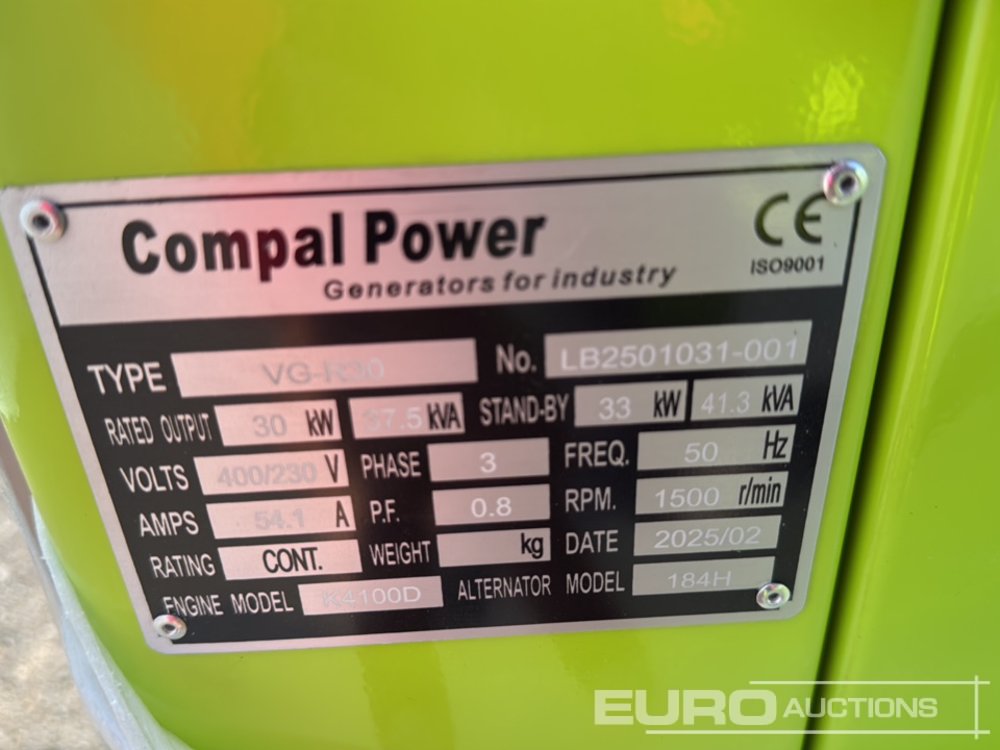 Compal Power
Generators for industry
CE
ISO9001
TYPE VG-R30 No. LB2501031-001
RATED OUTPUT 30 kW 37.5 kVA STAND-BY 33 kW 41.3 kVA
VOLTS 400/230 V PHASE 3 FREQ. 50 Hz
AMPS 54.1 A P.F. 0.8 RPM. 1500 r/min
RATING CONT. WEIGHT kg DATE 2025/02
ENGINE MODEL K4100D ALTERNATOR MODEL 184H
EURO AUCTIONS